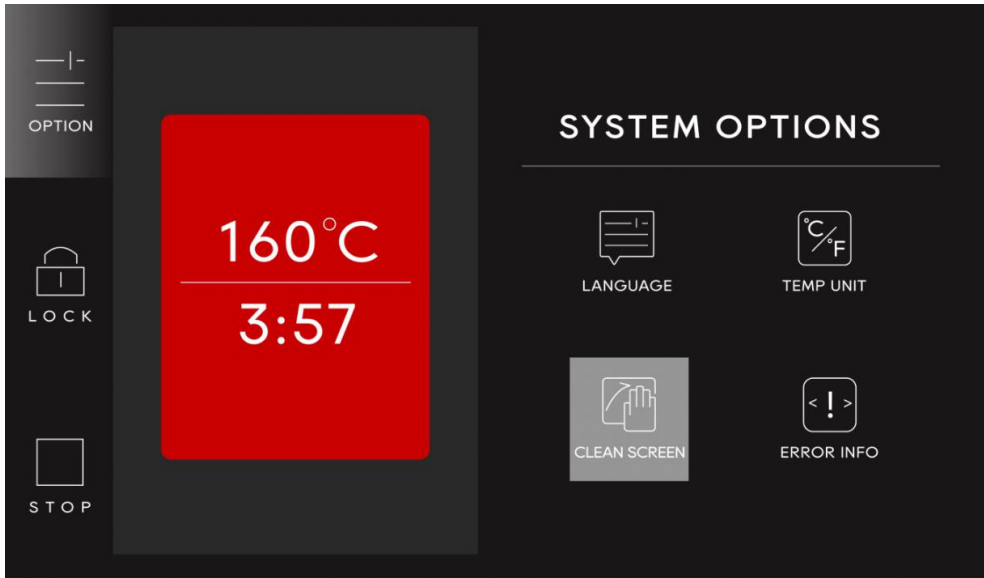 OPTION
LOCK
STOP
160°C
3:57
SYSTEM OPTIONS
LANGUAGE
°C/°F
TEMP UNIT
CLEAN SCREEN
<!>
ERROR INFO